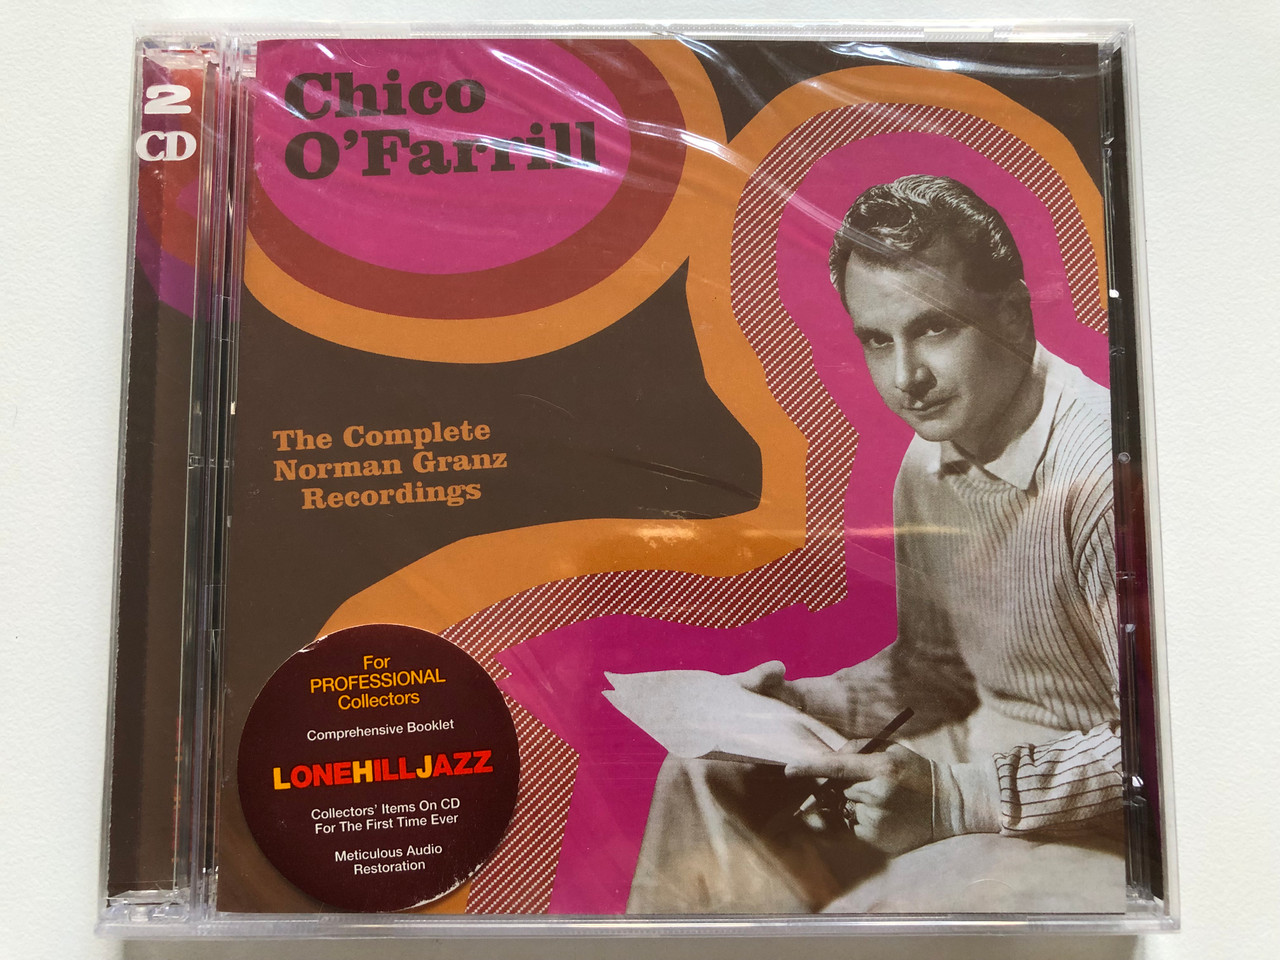 2
CD
Chico
O'Farrill
The Complete
Norman Granz
Recordings
For
PROFESSIONAL
Collectors
Comprehensive Booklet
LONEHILLJAZZ
Collectors' Items On CD
For The First Time Ever
Meticulous Audio
Restoration